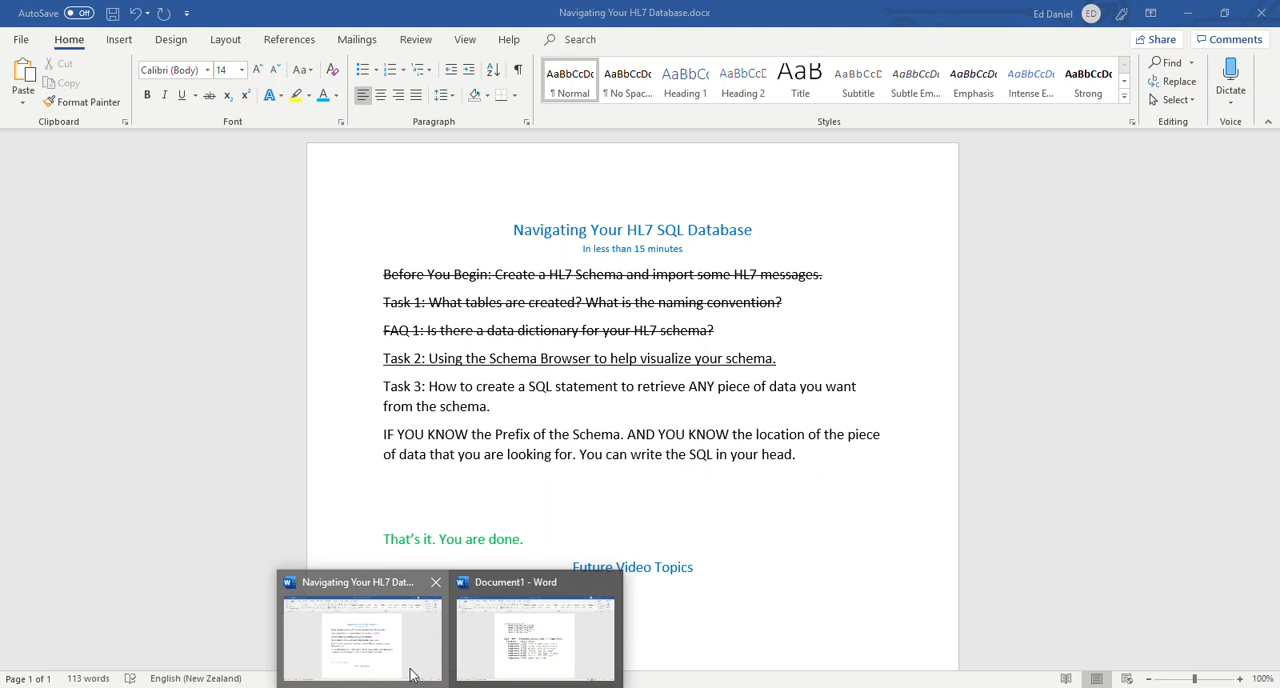 AutoSave Off
Navigating Your HL7 Database.docx
Ed Daniel ED
File Home Insert Design Layout References Mailings Review View Help Search
Share Comments
Paste
Cut
Copy
Format Painter
Clipboard
Calibri (Body) 14
Font
Paragraph
AaBbCcDc AaBbCcDc AaBbCc AaBbCcD AaB AaBbCcD AaBbCcDc AaBbCcDc AaBbCcDc AaBbCcDc
¶ Normal ¶ No Spac... Heading 1 Heading 2 Title Subtitle Subtle Em... Emphasis Intense E... Strong
Styles
Find
Replace
Select
Editing
Dictate
Voice
Navigating Your HL7 SQL Database
In less than 15 minutes
Before You Begin: Create a HL7 Schema and import some HL7 messages.
Task 1: What tables are created? What is the naming convention?
FAQ 1: Is there a data dictionary for your HL7 schema?
Task 2: Using the Schema Browser to help visualize your schema.
Task 3: How to create a SQL statement to retrieve ANY piece of data you want
from the schema.
IF YOU KNOW the Prefix of the Schema. AND YOU KNOW the location of the piece
of data that you are looking for. You can write the SQL in your head.
That's it. You are done.
Future Video Topics
Navigating Your HL7 Dat...
Document1 - Word
Page 1 of 1 113 words English (New Zealand)
100%